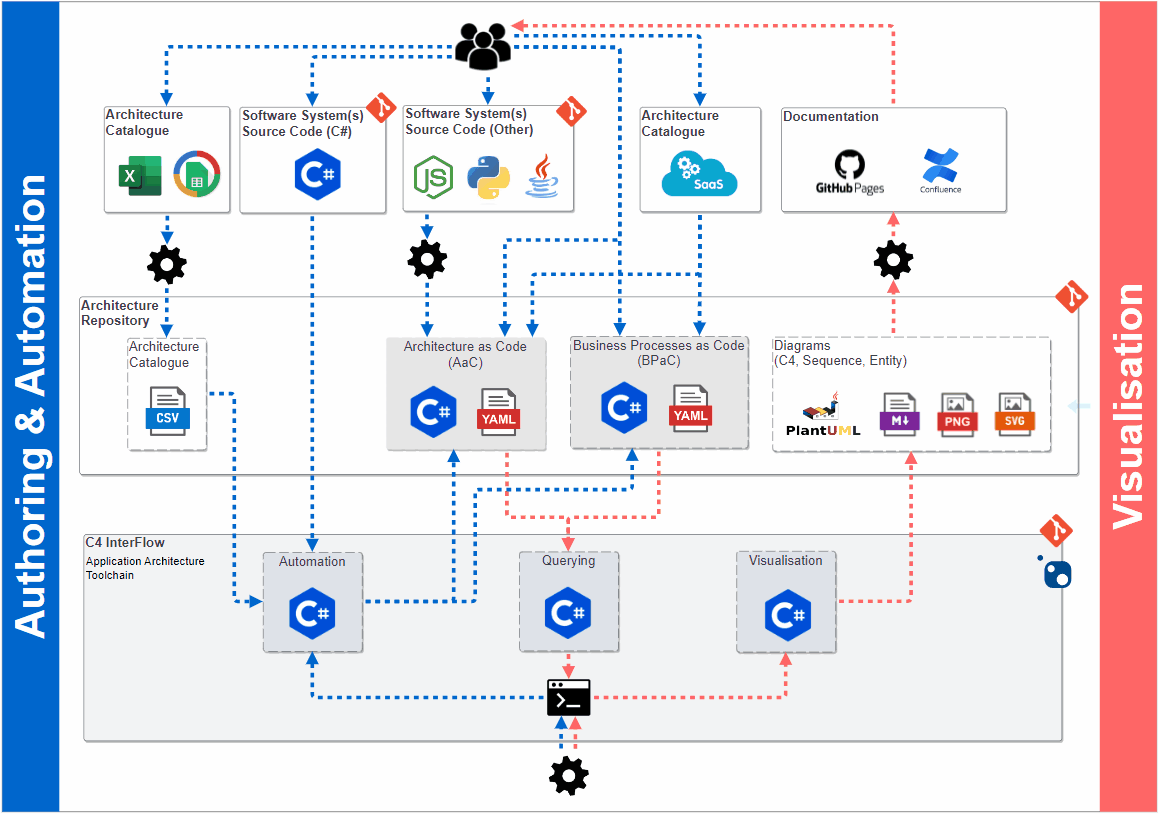 Authoring & Automation
Architecture
Catalogue
X
Software System(s)
Source Code (C#)
C#
Software System(s)
Source Code (Other)
JS
Java
Architecture
Catalogue
SaaS
Documentation
GitHub Pages
Confluence
Architecture
Repository
Architecture
Catalogue
CSV
Architecture as Code
(AaC)
C#
YAML
Business Processes as Code
(BPaC)
C#
YAML
Diagrams
(C4, Sequence, Entity)
PlantUML
M↓
PNG
SVG
C4 InterFlow
Application Architecture
Toolchain
Automation
C#
Querying
C#
Visualisation
C#
>_
Visualisation